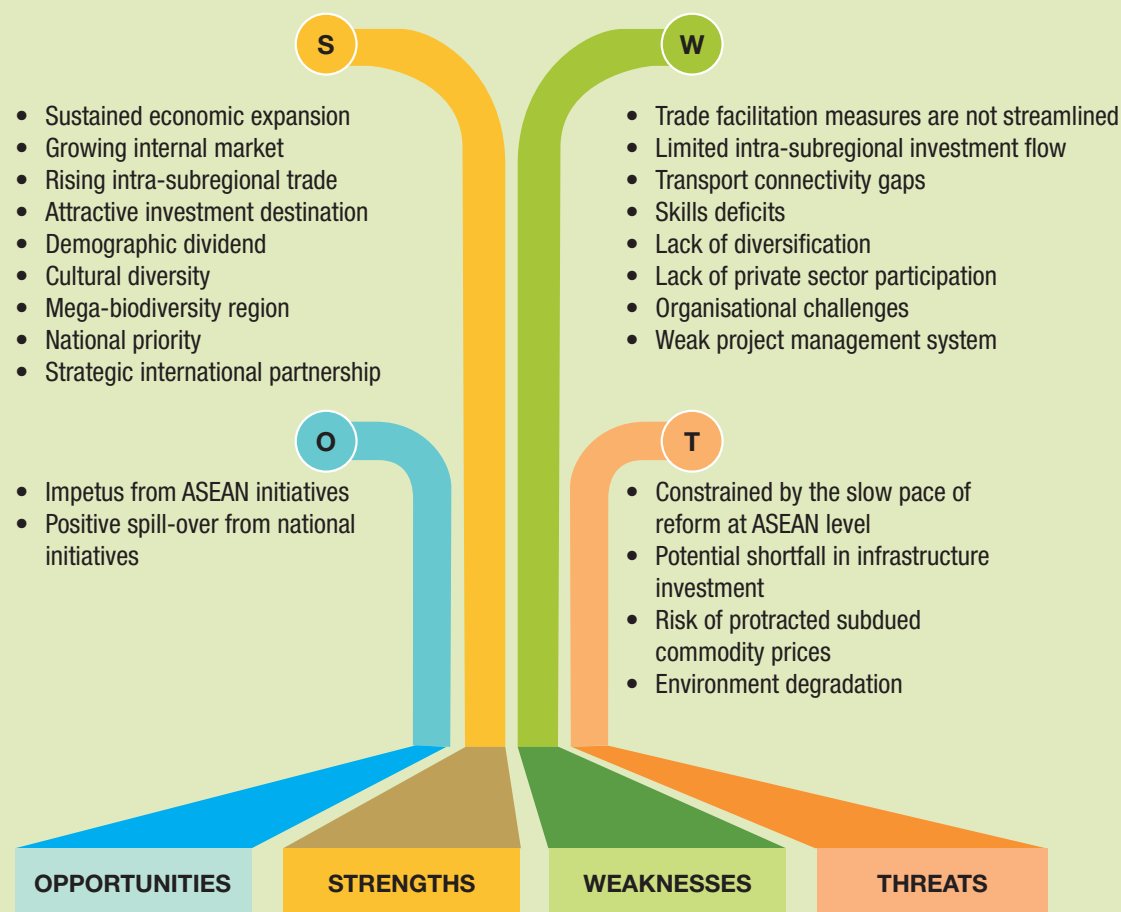 S
• Sustained economic expansion
• Growing internal market
• Rising intra-subregional trade
• Attractive investment destination
• Demographic dividend
• Cultural diversity
• Mega-biodiversity region
• National priority
• Strategic international partnership
W
• Trade facilitation measures are not streamlined
• Limited intra-subregional investment flow
• Transport connectivity gaps
• Skills deficits
• Lack of diversification
• Lack of private sector participation
• Organisational challenges
• Weak project management system
O
• Impetus from ASEAN initiatives
• Positive spill-over from national
initiatives
T
• Constrained by the slow pace of
reform at ASEAN level
• Potential shortfall in infrastructure
investment
• Risk of protracted subdued
commodity prices
• Environment degradation
OPPORTUNITIES
STRENGTHS
WEAKNESSES
THREATS